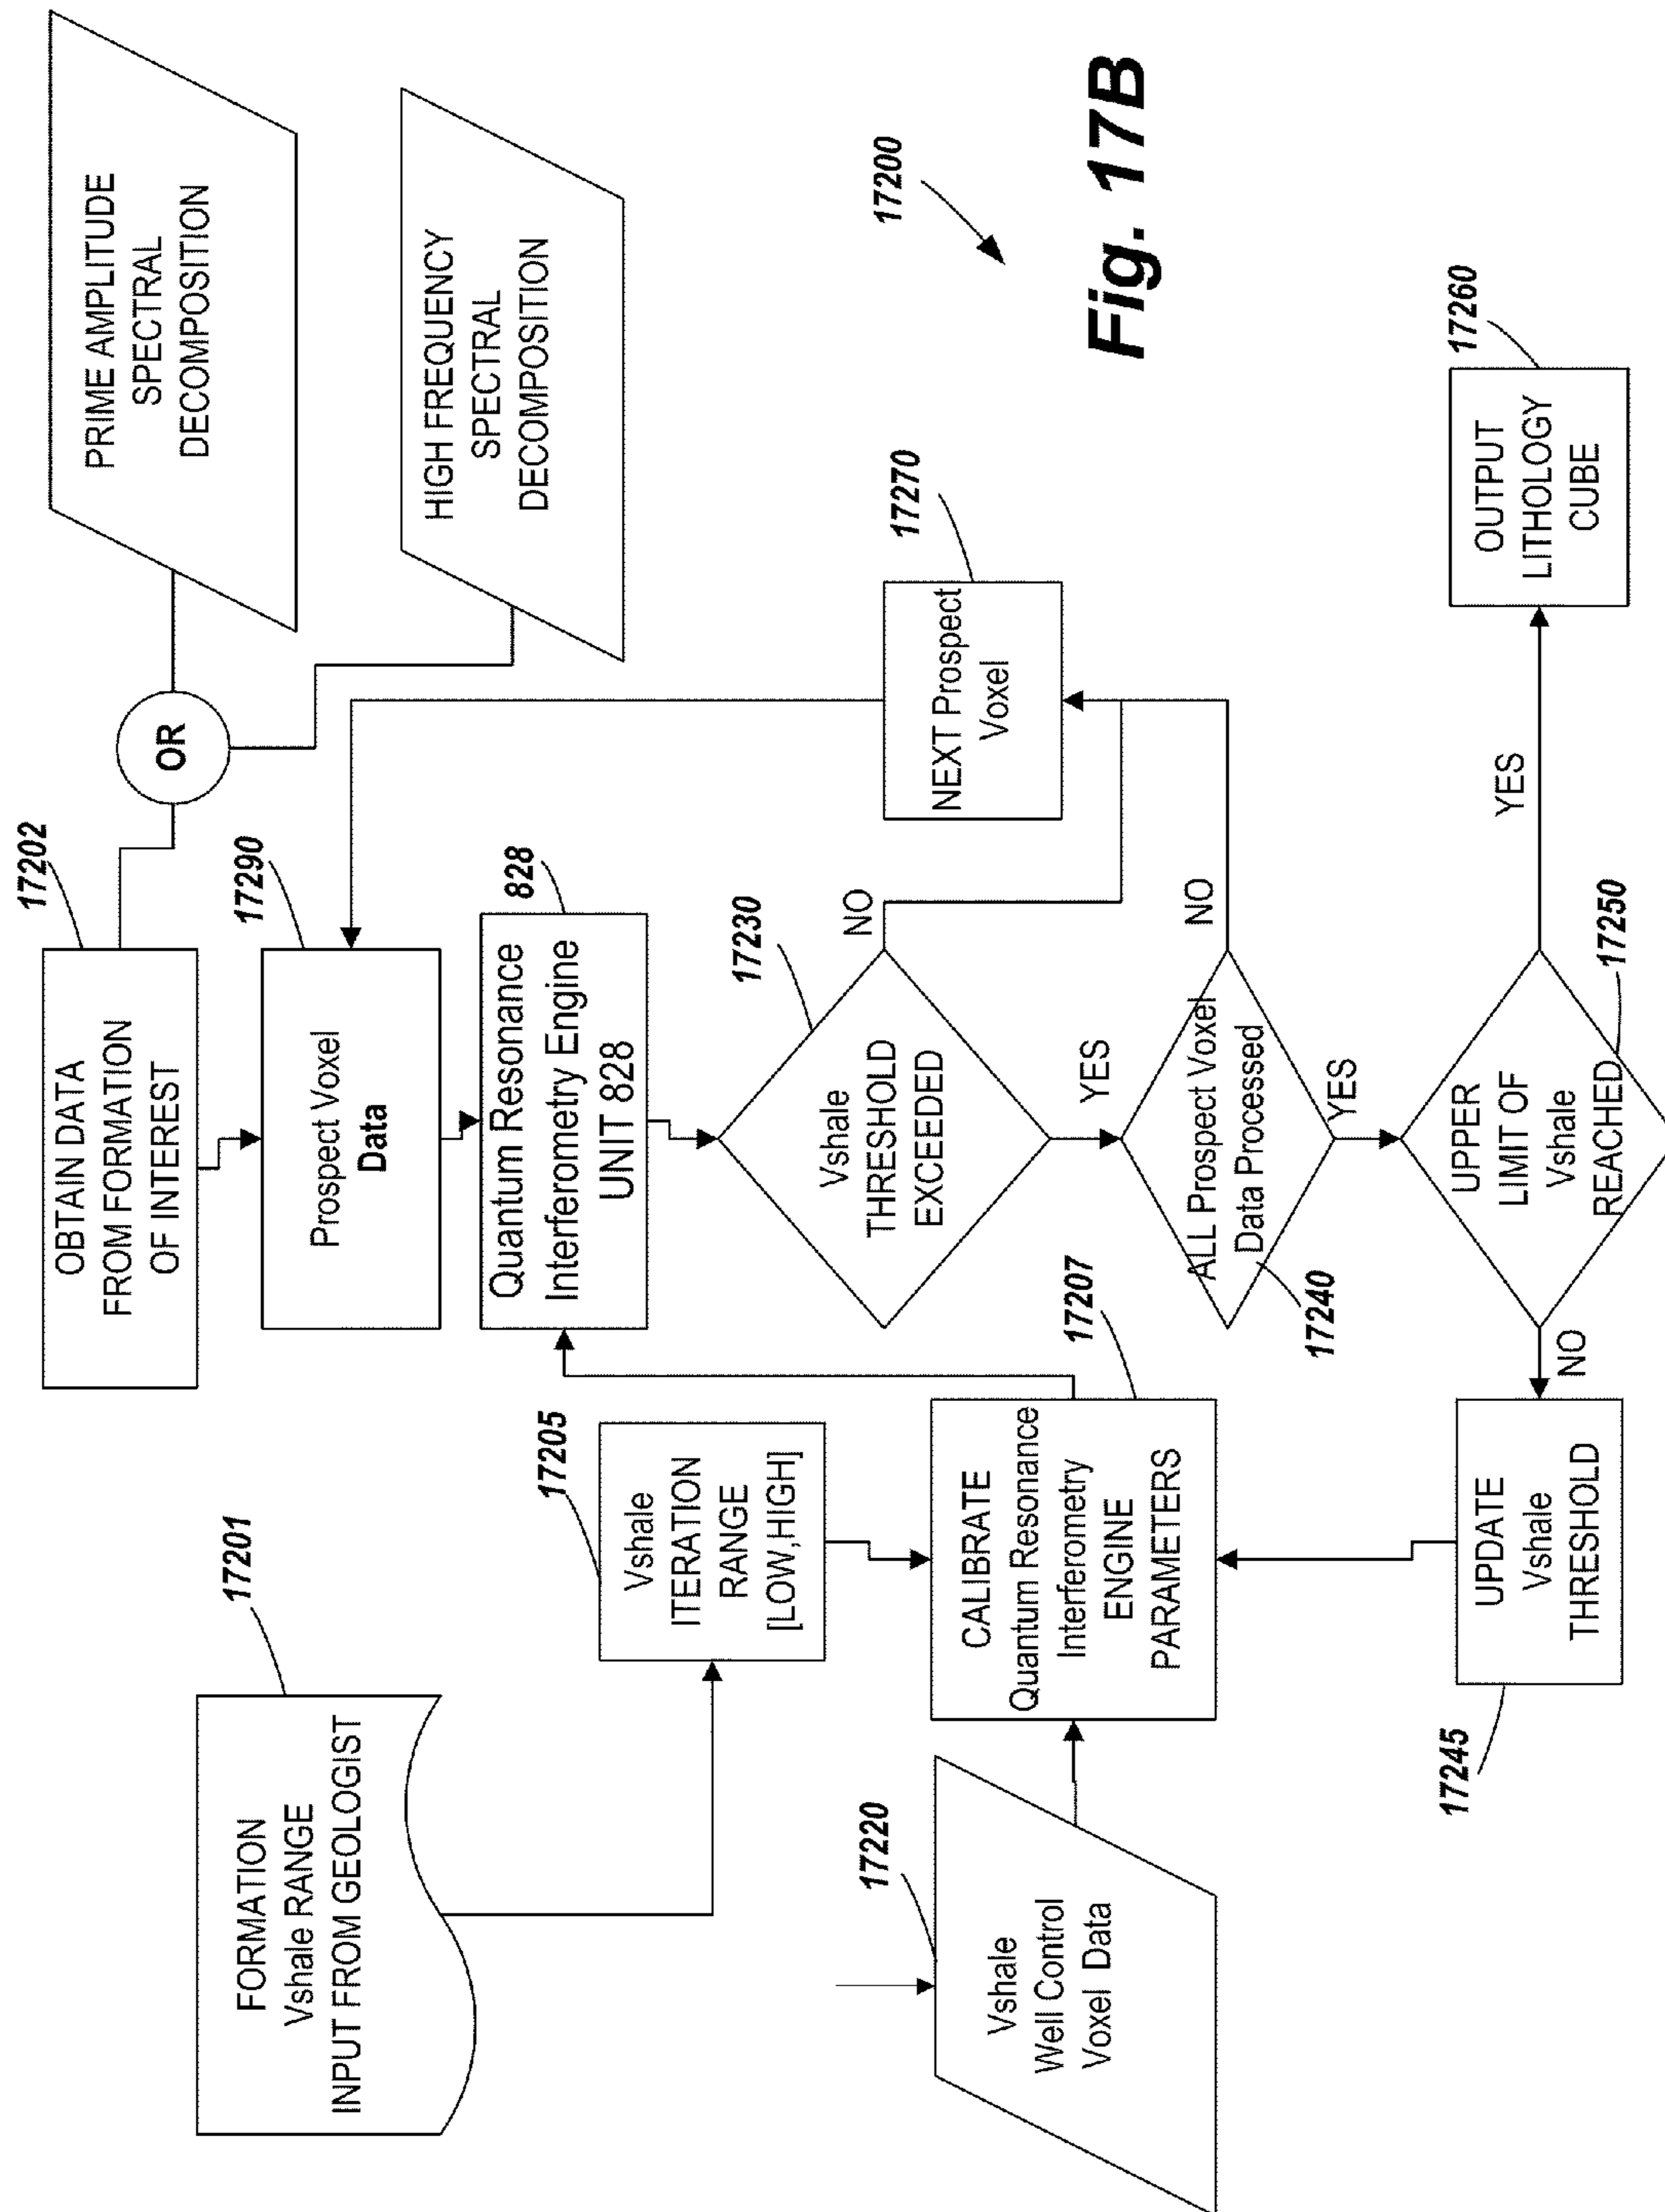 17201
FORMATION
Vshale RANGE
INPUT FROM GEOLOGIST
17202
OBTAIN DATA
FROM FORMATION
OF INTEREST
OR
PRIME AMPLITUDE
SPECTRAL
DECOMPOSITION
HIGH FREQUENCY
SPECTRAL
DECOMPOSITION
17290
Prospect Voxel
Data
828
Quantum Resonance
Interferometry Engine
UNIT 828
17205
Vshale
ITERATION
RANGE
[LOW,HIGH]
17230
Vshale
THRESHOLD
EXCEEDED
NO
YES
17270
NEXT Prospect
Voxel
17200
Fig. 17B
17220
Vshale
Well Control
Voxel Data
17207
CALIBRATE
Quantum Resonance
Interferometry
ENGINE
PARAMETERS
ALL Prospect Voxel
Data Processed
17240
NO
YES
17245
UPDATE
Vshale
THRESHOLD
NO
UPPER
LIMIT OF
Vshale
REACHED
17250
YES
17260
OUTPUT
LITHOLOGY
CUBE